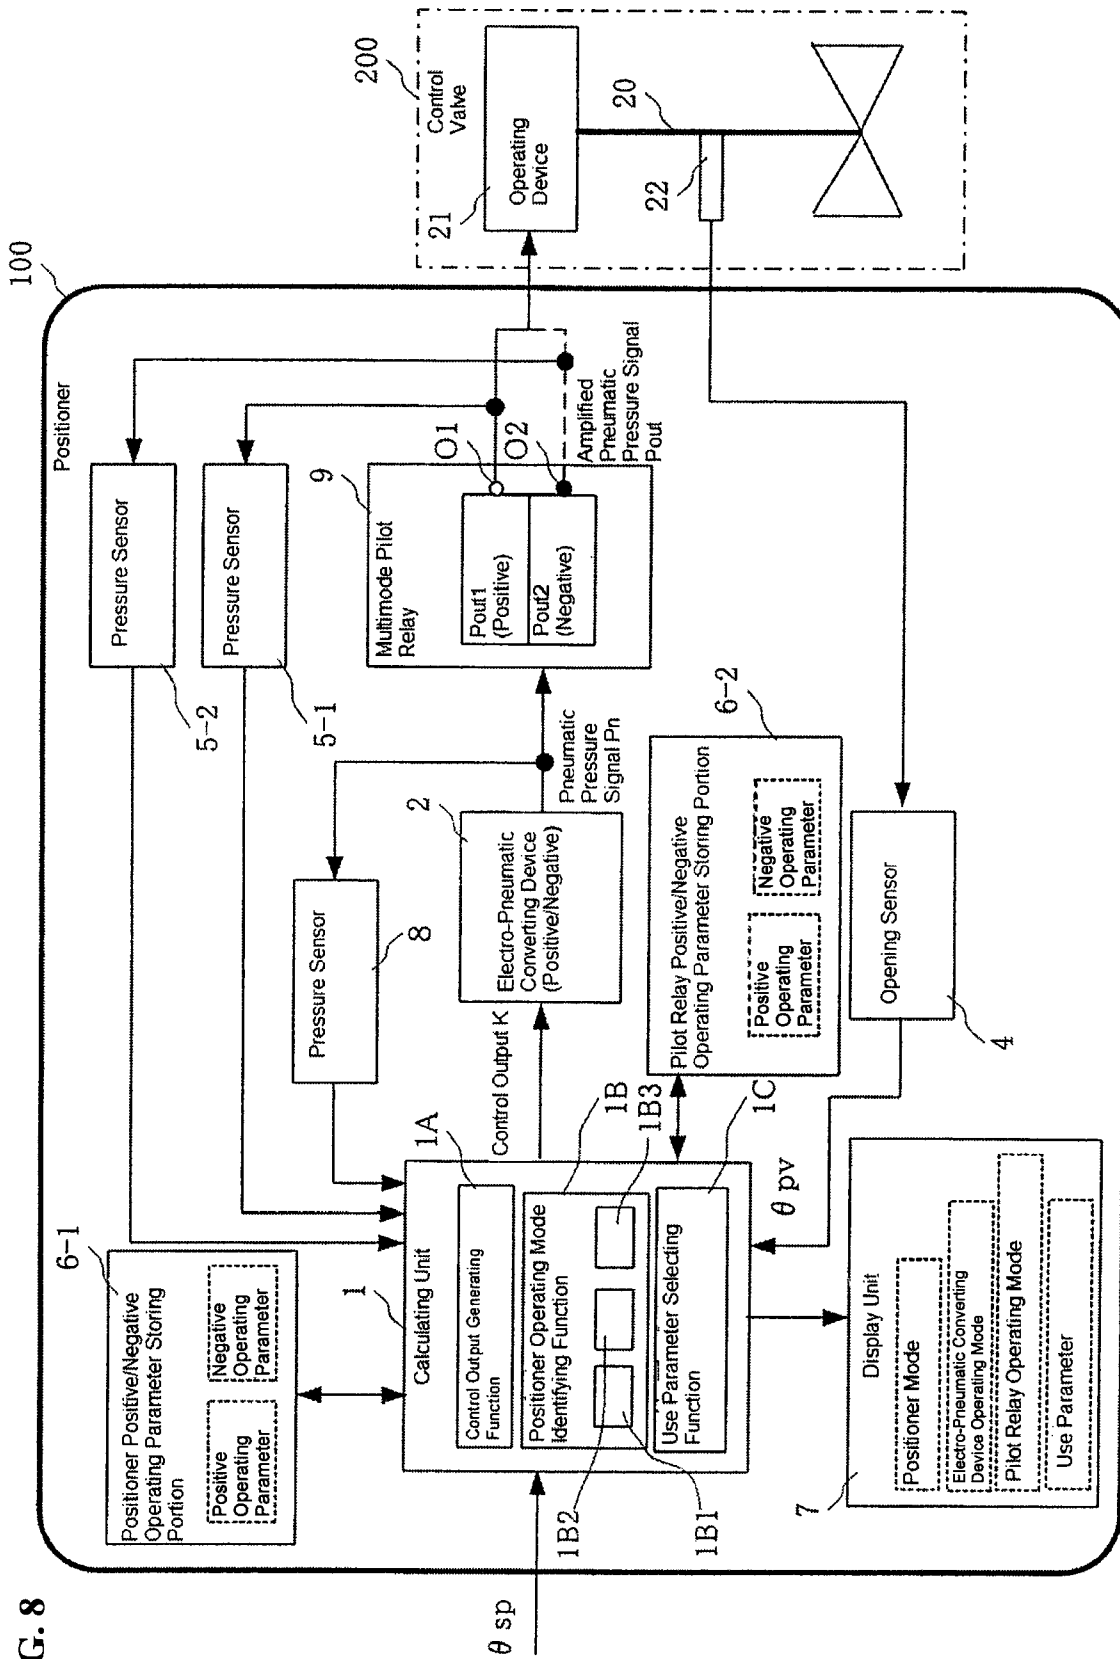 G. 8
100
Positioner
200
Control
Valve
21
Operating
Device
20
22
6-1
Positioner Positive/Negative
Operating Parameter Storing
Portion
Positive
Operating
Parameter
Negative
Operating
Parameter
Pressure Sensor
5-2
Pressure Sensor
5-1
Pressure Sensor
8
θ sp
1
Calculating Unit
1A
Control Output Generating
Function
1B
Positioner Operating Mode
Identifying Function
1B3
1B2
1B1
1C
Use Parameter Selecting
Function
Control Output K
2
Electro-Pneumatic
Converting Device
(Positive/Negative)
Pneumatic
Pressure
Signal Pn
9
Multimode Pilot
Relay
Pout1
(Positive)
Pout2
(Negative)
O1
O2
Amplified
Pneumatic
Pressure Signal
Pout
6-2
Pilot Relay Positive/Negative
Operating Parameter Storing Portion
Positive
Operating
Parameter
Negative
Operating
Parameter
Opening Sensor
4
θ pv
7
Display Unit
Positioner Mode
Electro-Pneumatic Converting
Device Operating Mode
Pilot Relay Operating Mode
Use Parameter